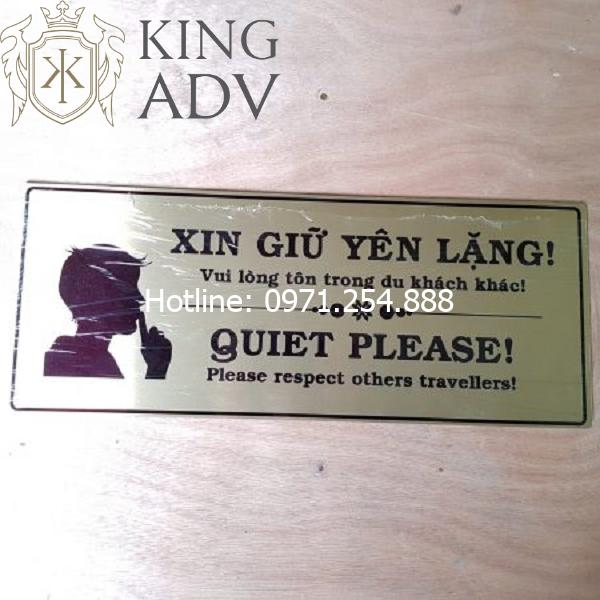 KING
ADV
XIN GIỮ YÊN LẶNG!
Vui lòng tôn trong du khách khác!
Hotline: 0971.254.888
QUIET PLEASE!
Please respect others travellers!